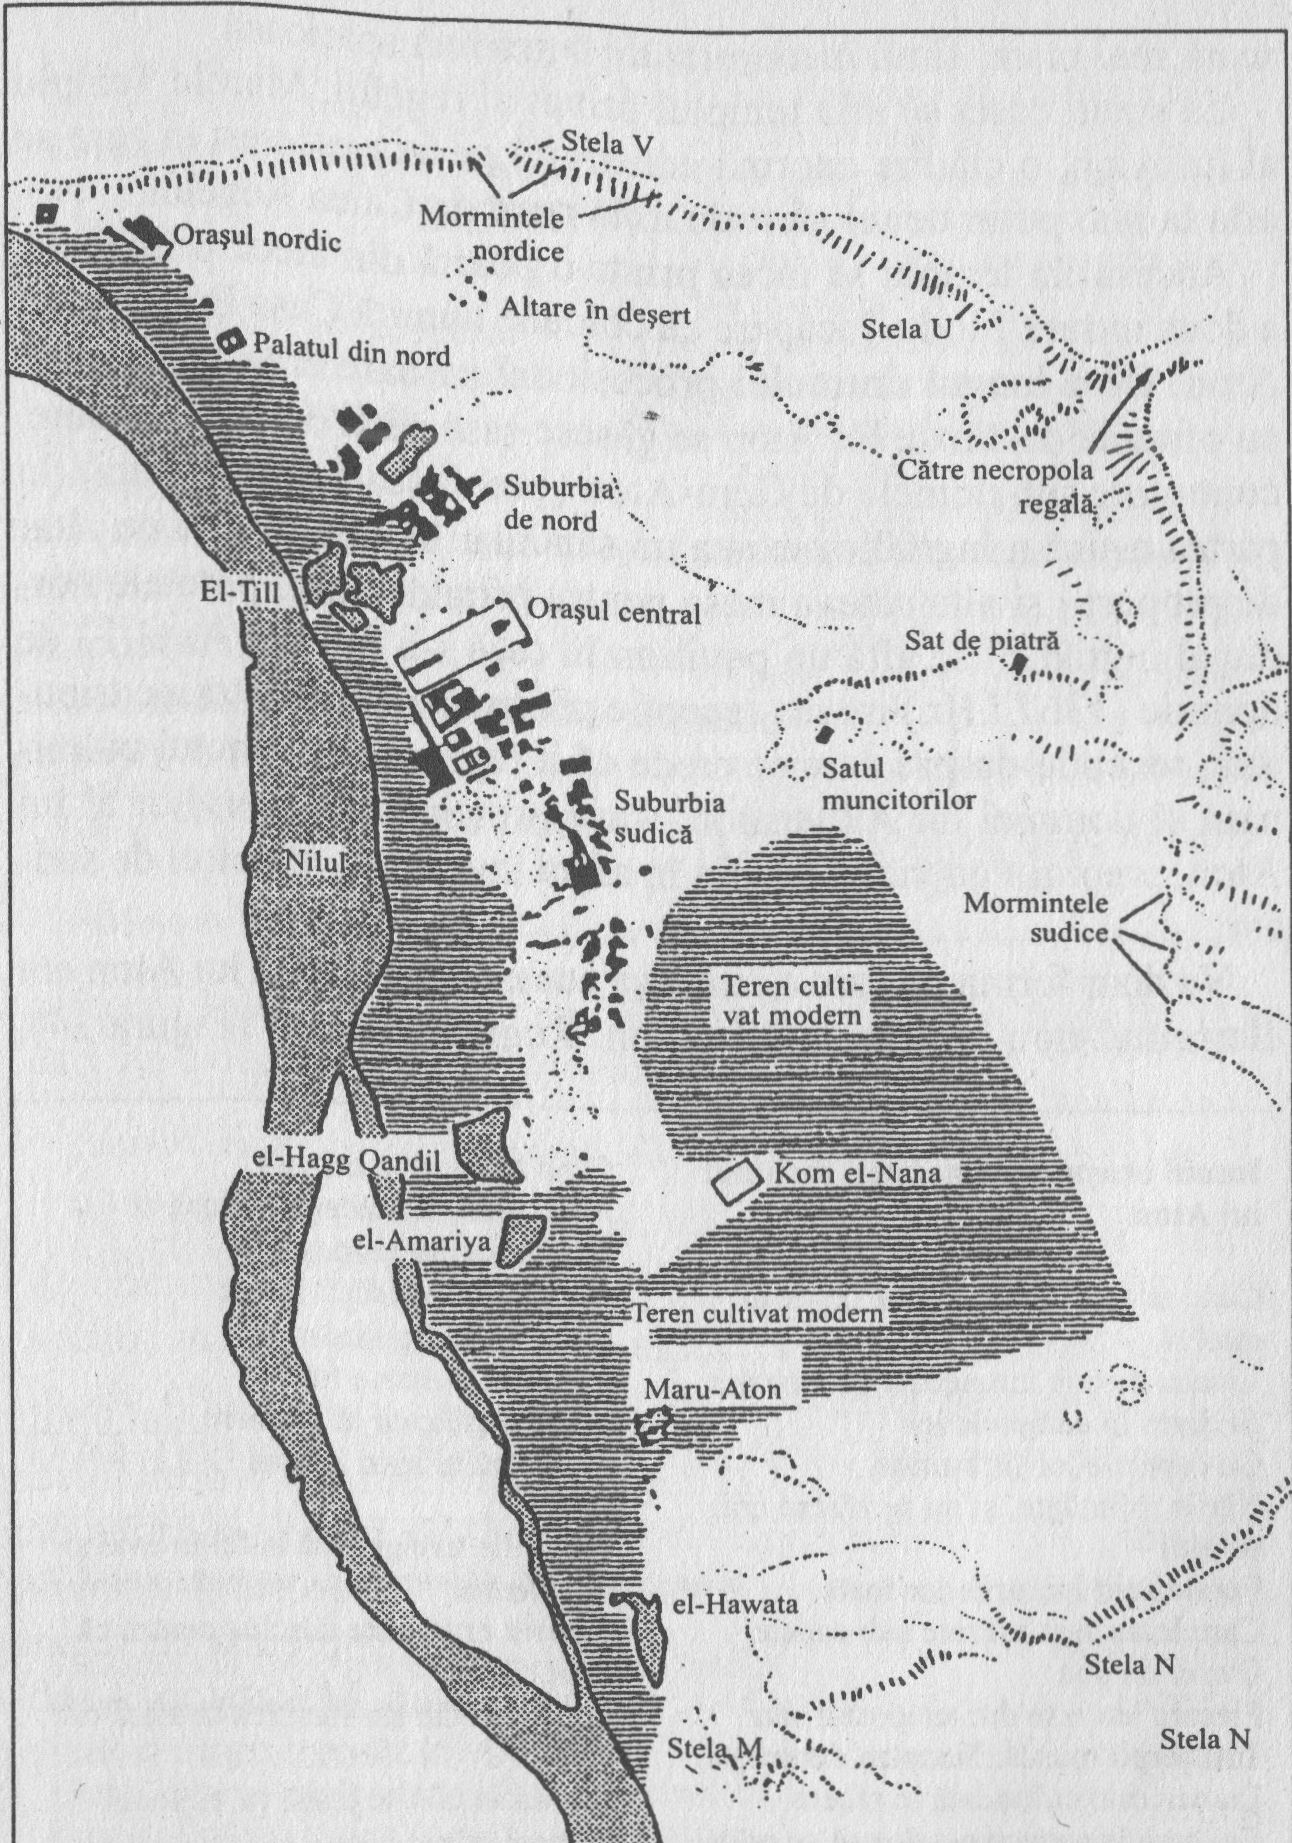 Stela V
Mormintele
nordice
Orașul nordic
Altare în deșert
Stela U
Palatul din nord
Către necropola
regală
Suburbia
de nord
El-Till
Orașul central
Sat de piatră
Satul
muncitorilor
Suburbia
sudică
Nilul
Mormintele
sudice
Teren culti-
vat modern
el-Hagg Qandil
Kom el-Nana
el-Amariya
Teren cultivat modern
Maru-Aton
el-Hawata
Stela N
Stela M
Stela N